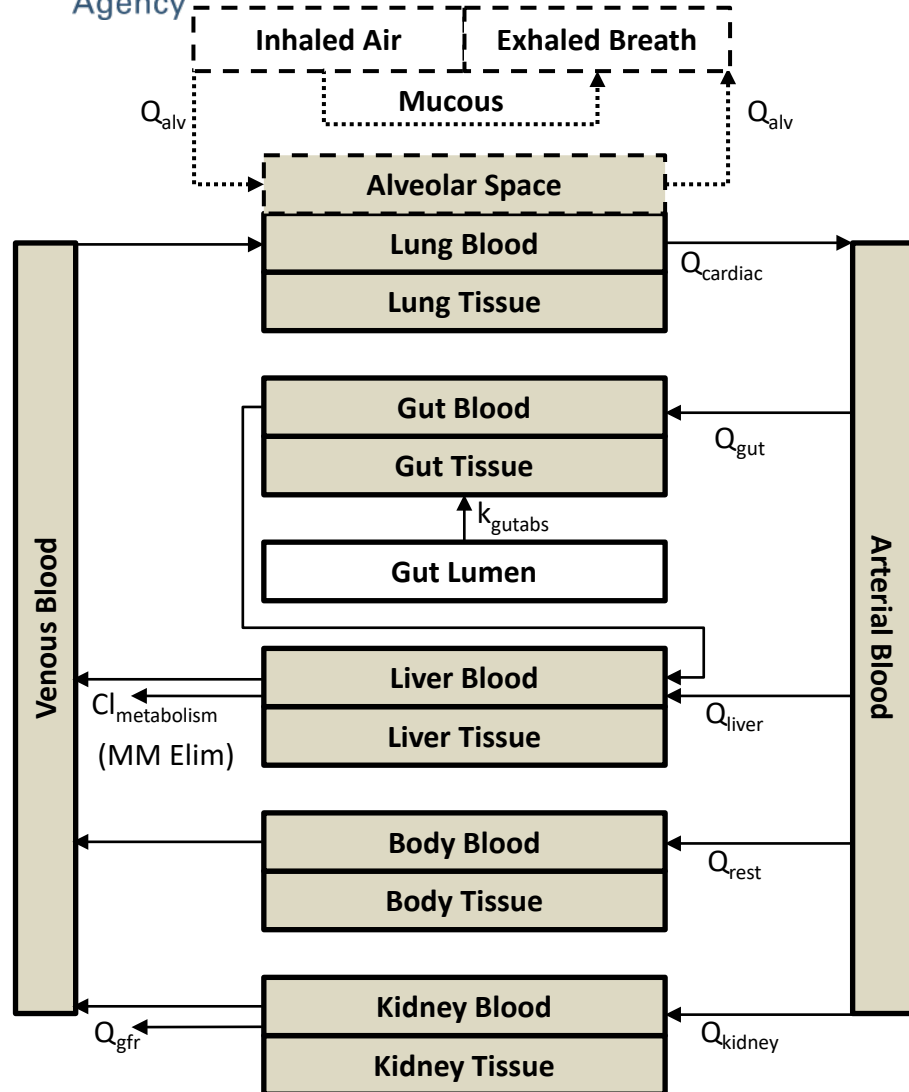 Agency
Inhaled Air
Exhaled Breath
Mucous
Qalv
Qalv
Alveolar Space
Lung Blood
Qcardiac
Lung Tissue
Gut Blood
Qgut
Gut Tissue
kgutabs
Gut Lumen
Venous Blood
Arterial Blood
Liver Blood
Clmetabolism
Qliver
Liver Tissue
(MM Elim)
Body Blood
Qrest
Body Tissue
Kidney Blood
Qgfr
Qkidney
Kidney Tissue